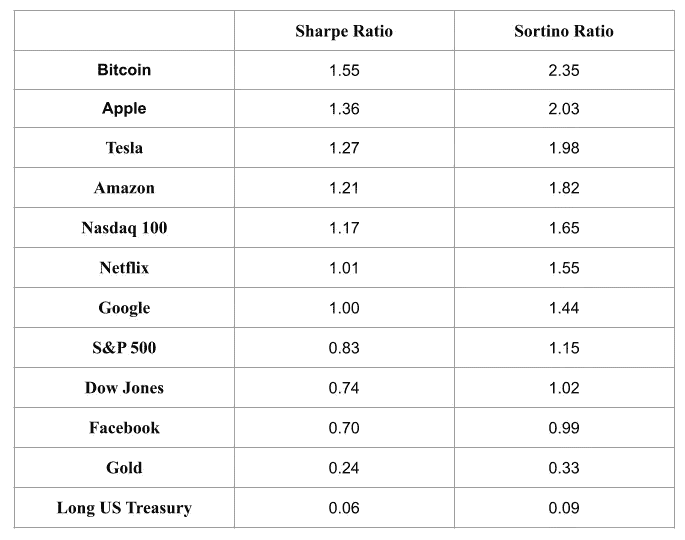 Sharpe Ratio Sortino Ratio
Bitcoin 1.55 2.35
Apple 1.36 2.03
Tesla 1.27 1.98
Amazon 1.21 1.82
Nasdaq 100 1.17 1.65
Netflix 1.01 1.55
Google 1.00 1.44
S&P 500 0.83 1.15
Dow Jones 0.74 1.02
Facebook 0.70 0.99
Gold 0.24 0.33
Long US Treasury 0.06 0.09